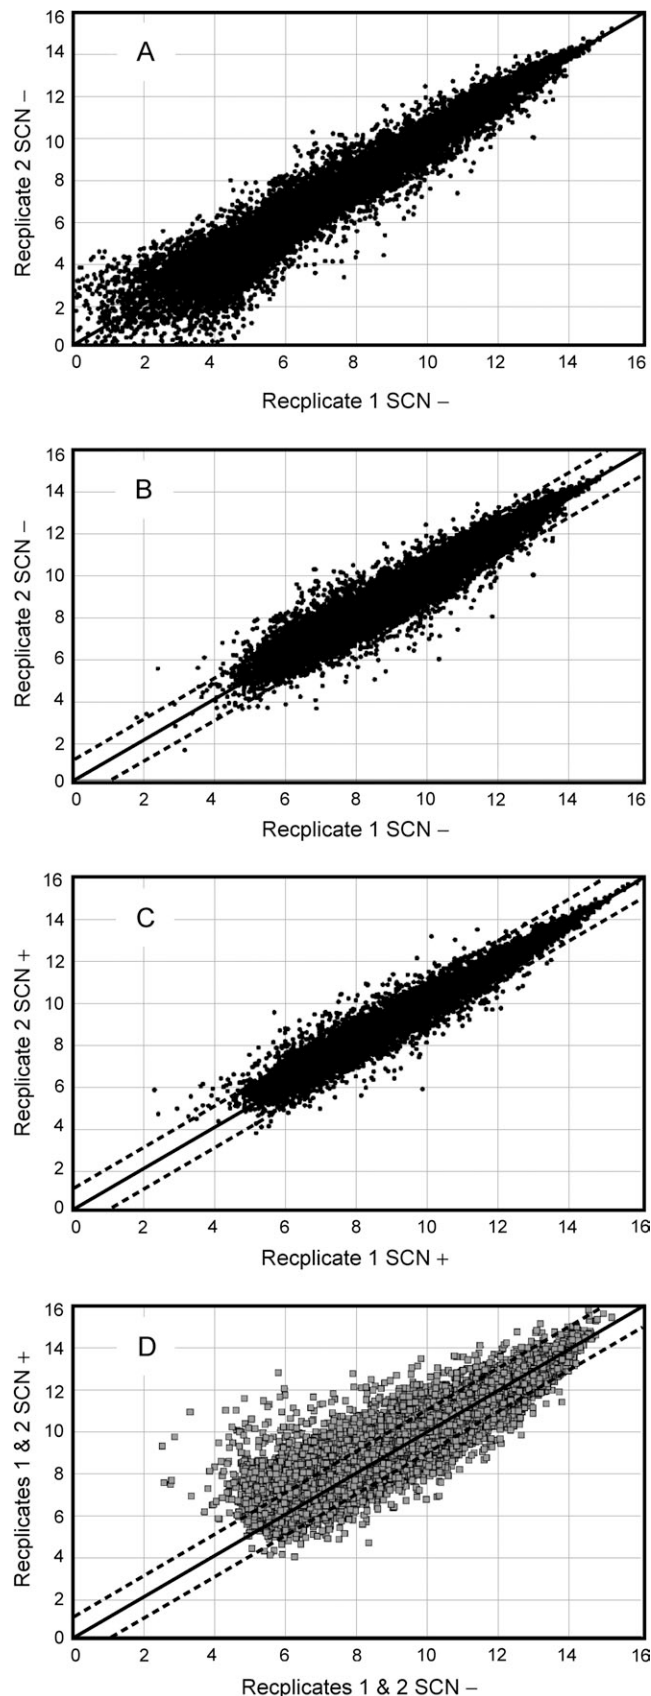 A
Recplicate 2 SCN –
16
14
12
10
8
6
4
2
0
0 2 4 6 8 10 12 14 16
Recplicate 1 SCN –
B
Recplicate 2 SCN –
16
14
12
10
8
6
4
2
0
0 2 4 6 8 10 12 14 16
Recplicate 1 SCN –
C
Recplicate 2 SCN +
16
14
12
10
8
6
4
2
0
0 2 4 6 8 10 12 14 16
Recplicate 1 SCN +
D
Recplicates 1 & 2 SCN +
16
14
12
10
8
6
4
2
0
0 2 4 6 8 10 12 14 16
Recplicates 1 & 2 SCN –